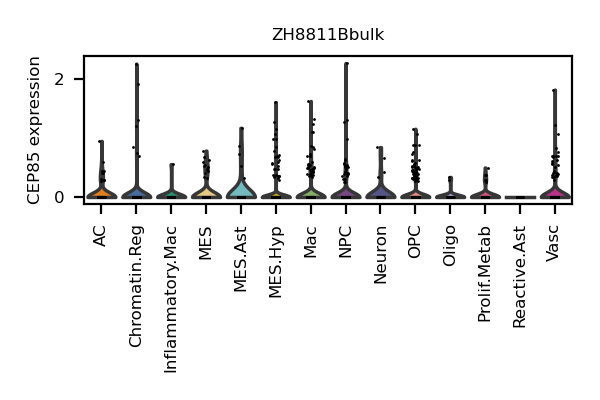 ZH8811Bbulk
CEP85 expression
2
0
AC
Chromatin.Reg
Inflammatory.Mac
MES
MES.Ast
MES.Hyp
Mac
NPC
Neuron
OPC
Oligo
Prolif.Metab
Reactive.Ast
Vasc